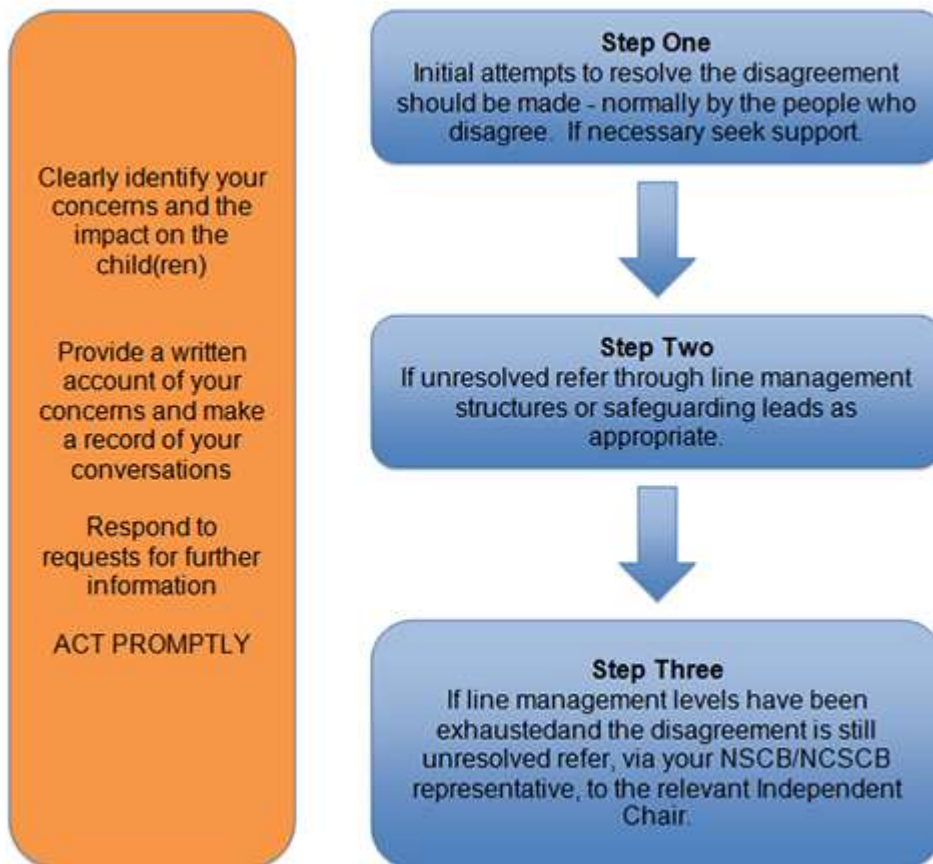 Clearly identify your
concerns and the
impact on the
child(ren)
Provide a written
account of your
concerns and make
a record of your
conversations
Respond to
requests for further
information
ACT PROMPTLY
Step One
Initial attempts to resolve the disagreement
should be made - normally by the people who
disagree. If necessary seek support.
Step Two
If unresolved refer through line management
structures or safeguarding leads as
appropriate.
Step Three
If line management levels have been
exhaustedand the disagreement is still
unresolved refer, via your NSCB/NCSCB
representative, to the relevant Independent
Chair.